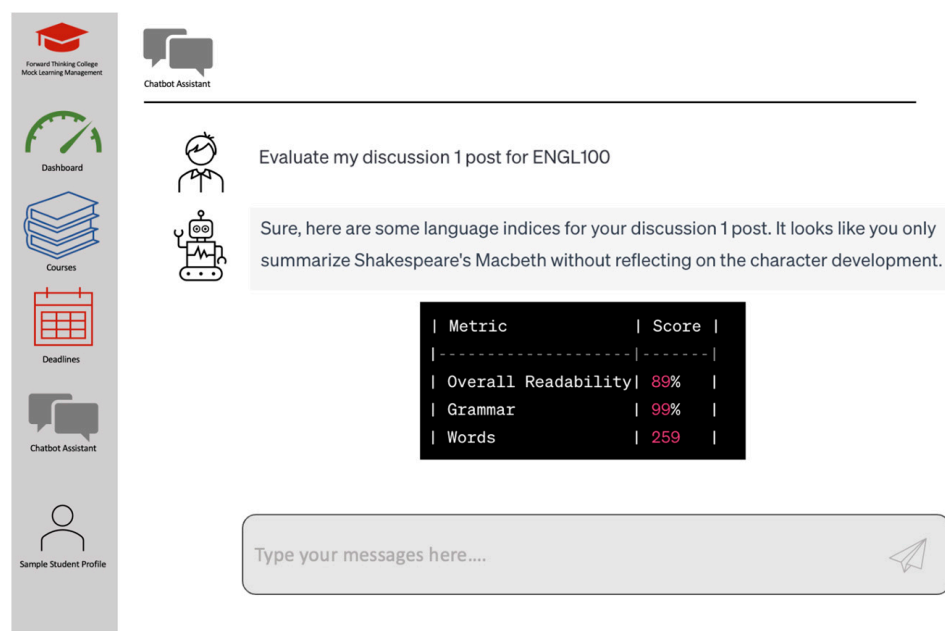 Forward Thinking College
Mock Learning Management
Dashboard
Courses
Deadlines
Chatbot Assistant
Sample Student Profile
Chatbot Assistant
Evaluate my discussion 1 post for ENGL100
Sure, here are some language indices for your discussion 1 post. It looks like you only
summarize Shakespeare's Macbeth without reflecting on the character development.
| Metric | Score |
|--------------------|-------|
| Overall Readability| 89% |
| Grammar | 99% |
| Words | 259 |
Type your messages here....